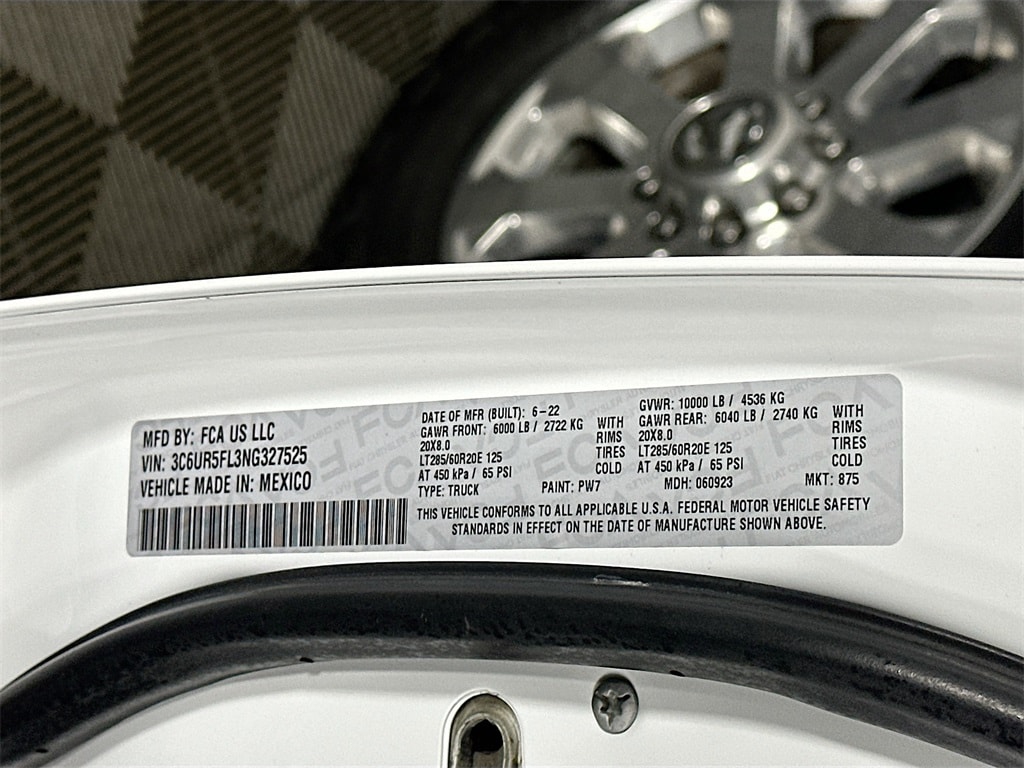 MFD BY: FCA US LLC
VIN: 3C6UR5FL3NG327525
VEHICLE MADE IN: MEXICO
DATE OF MFR (BUILT): 6-22
GAWR FRONT: 6000 LB / 2722 KG
20X8.0
LT285/60R20E 125
AT 450 kPa / 65 PSI
WITH
RIMS
TIRES
COLD
GVWR: 10000 LB / 4536 KG
GAWR REAR: 6040 LB / 2740 KG
20X8.0
LT285/60R20E 125
AT 450 kPa / 65 PSI
WITH
RIMS
TIRES
COLD
TYPE: TRUCK PAINT: PW7 MDH: 060923 MKT: 875
THIS VEHICLE CONFORMS TO ALL APPLICABLE U.S.A. FEDERAL MOTOR VEHICLE SAFETY
STANDARDS IN EFFECT ON THE DATE OF MANUFACTURE SHOWN ABOVE.